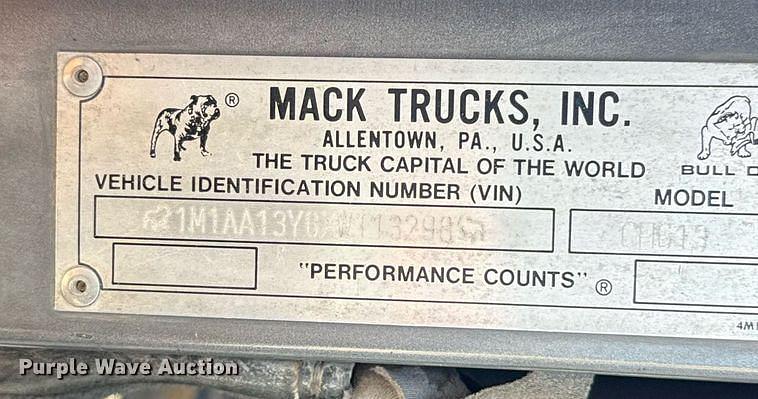 ® MACK TRUCKS, INC.
ALLENTOWN, PA., U.S.A.
THE TRUCK CAPITAL OF THE WORLD
BULL D
VEHICLE IDENTIFICATION NUMBER (VIN) MODEL
"PERFORMANCE COUNTS" ®
Purple Wave Auction